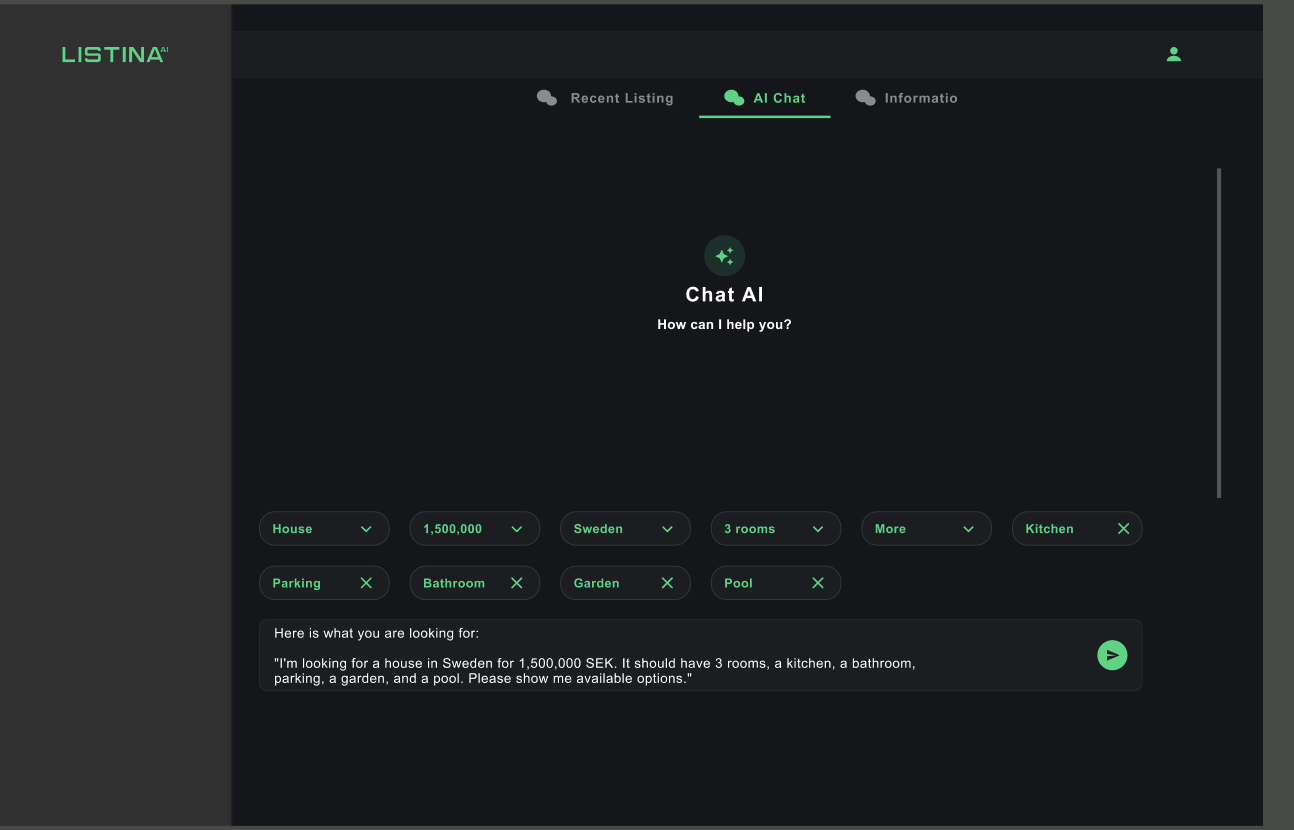 LISTINA AI
Recent Listing
AI Chat
Informatio
Chat AI
How can I help you?
House
1,500,000
Sweden
3 rooms
More
Kitchen
Parking
Bathroom
Garden
Pool
Here is what you are looking for:
"I'm looking for a house in Sweden for 1,500,000 SEK. It should have 3 rooms, a kitchen, a bathroom,
parking, a garden, and a pool. Please show me available options."